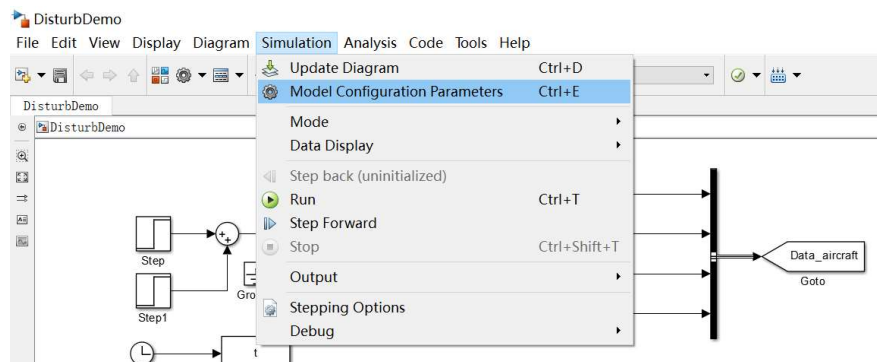 DisturbDemo
File Edit View Display Diagram Simulation Analysis Code Tools Help
Update Diagram Ctrl+D
Model Configuration Parameters Ctrl+E
DisturbDemo
DisturbDemo
Mode
Data Display
Step back (uninitialized)
Run Ctrl+T
Step Forward
Stop Ctrl+Shift+T
Output
Stepping Options
Debug
Step
Step1
Gro
t
Data_aircraft
Goto